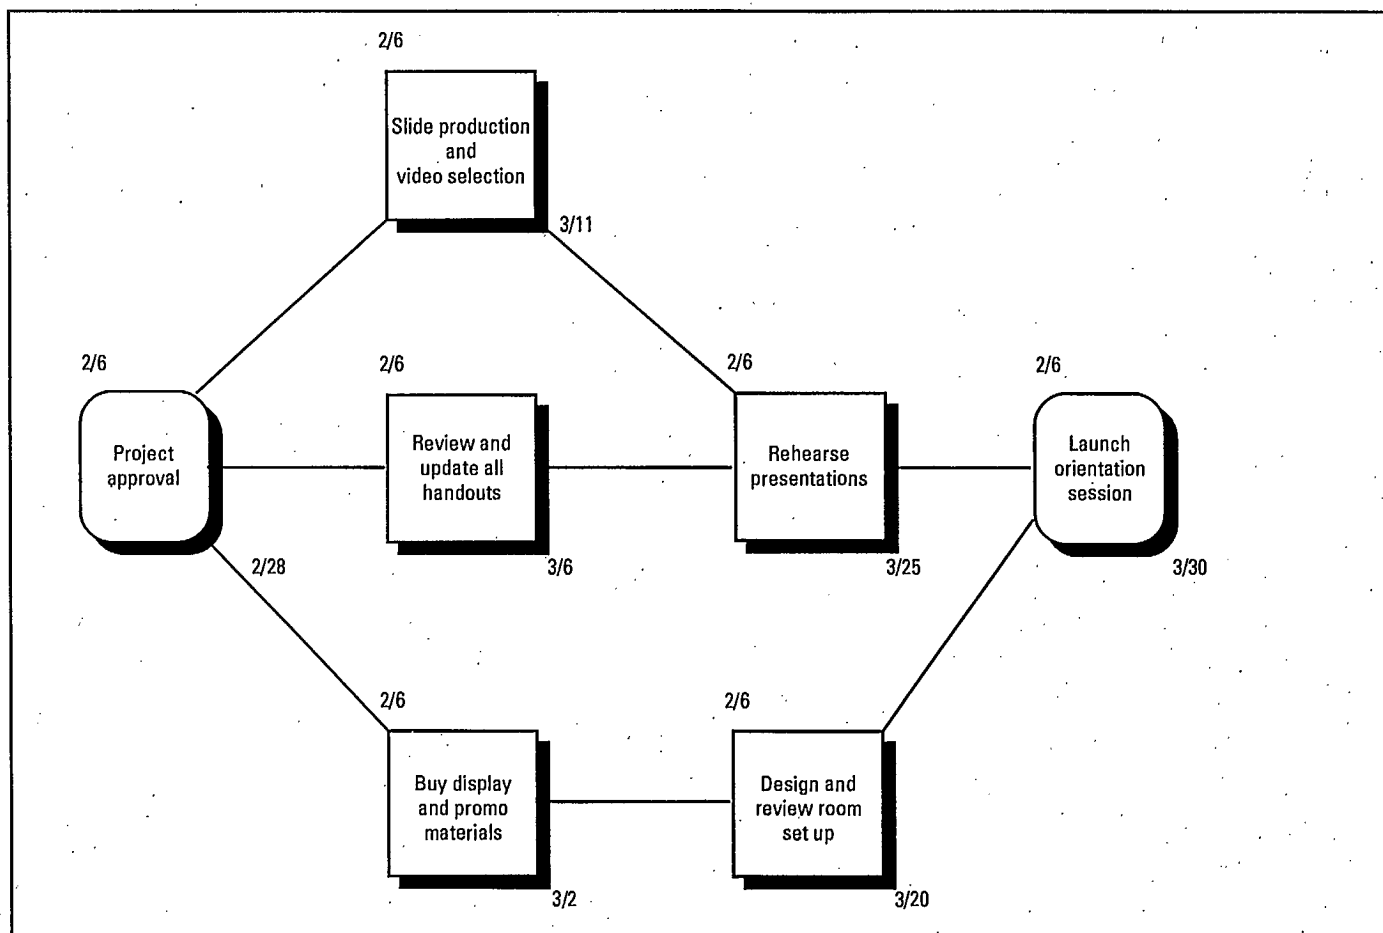 2/6
Slide production
and
video selection
3/11
2/6
Project
approval
2/28
2/6
Review and
update all
handouts
3/6
2/6
Rehearse
presentations
3/25
2/6
Launch
orientation
session
3/30
2/6
Buy display
and promo
materials
3/2
2/6
Design and
review room
set up
3/20